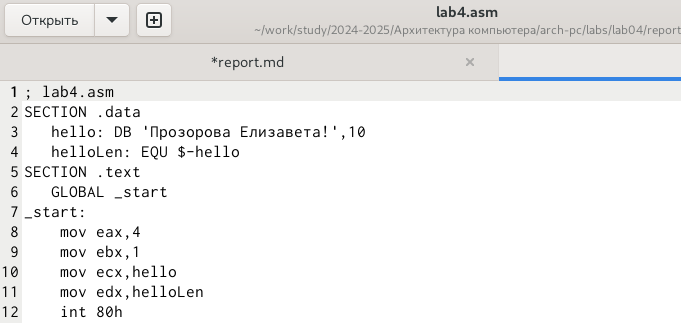 Открыть
lab4.asm
~/work/study/2024-2025/Архитектура компьютера/arch-pc/labs/lab04/report
*report.md
×
1 ; lab4.asm
2 SECTION .data
3    hello: DB 'Прозорова Елизавета!',10
4    helloLen: EQU $-hello
5 SECTION .text
6    GLOBAL _start
7 _start:
8     mov eax,4
9     mov ebx,1
10     mov ecx,hello
11     mov edx,helloLen
12     int 80h